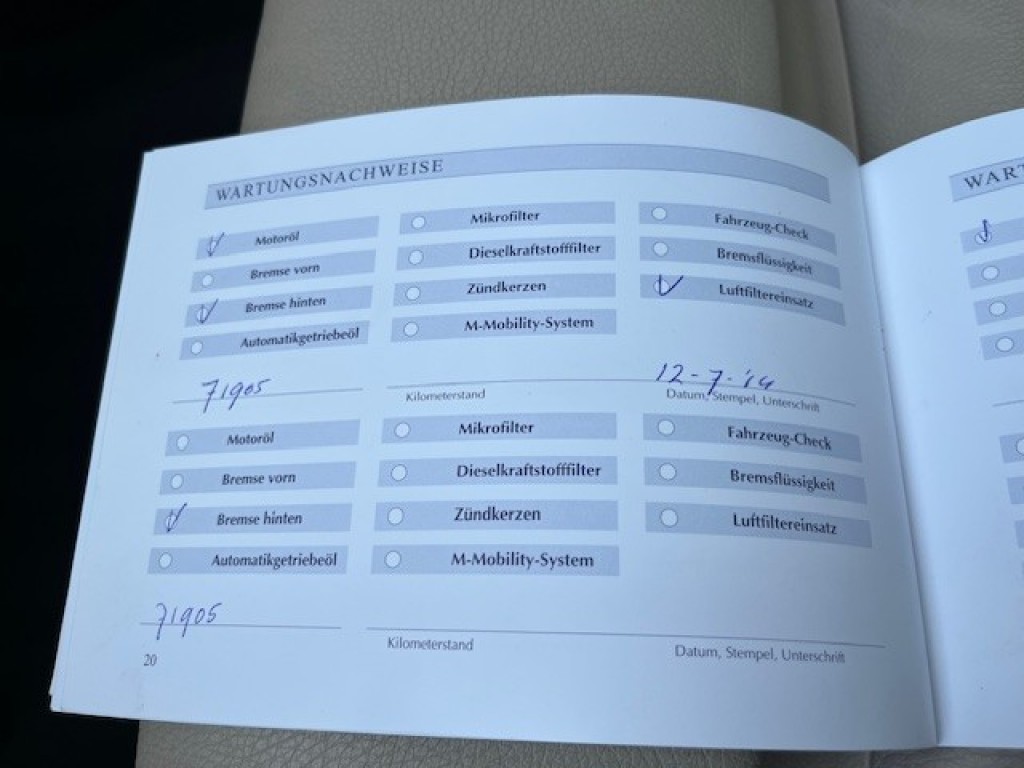 WARTUNGSNACHWEISE
Motoröl Mikrofilter Fahrzeug-Check
Bremse vorn Dieselkraftstofffilter Bremsflüssigkeit
Bremse hinten Zündkerzen Luftfiltereinsatz
Automatikgetriebeöl M-Mobility-System
71905 12-7-'14
Kilometerstand Datum, Stempel, Unterschrift
Motoröl Mikrofilter Fahrzeug-Check
Bremse vorn Dieselkraftstofffilter Bremsflüssigkeit
Bremse hinten Zündkerzen Luftfiltereinsatz
Automatikgetriebeöl M-Mobility-System
71905
Kilometerstand Datum, Stempel, Unterschrift
20
WART